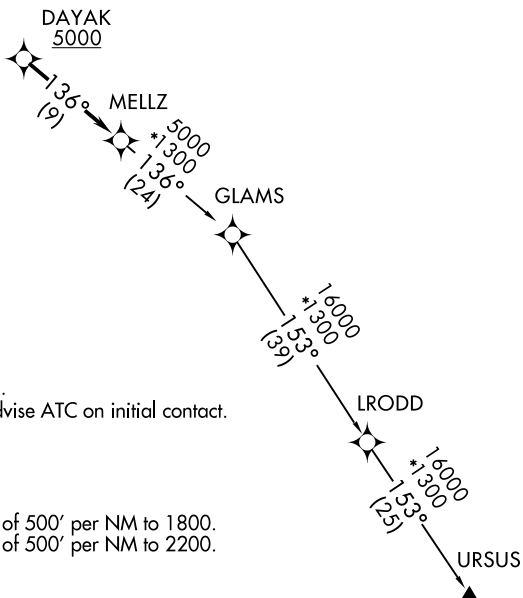 DAYAK
5000
136°
(9)
MELLZ
5000
*1300
136°
(24)
GLAMS
16000
*1300
153°
(39)
.
dvise ATC on initial contact.
LRODD
16000
*1300
153°
(25)
of 500' per NM to 1800.
of 500' per NM to 2200.
URSUS